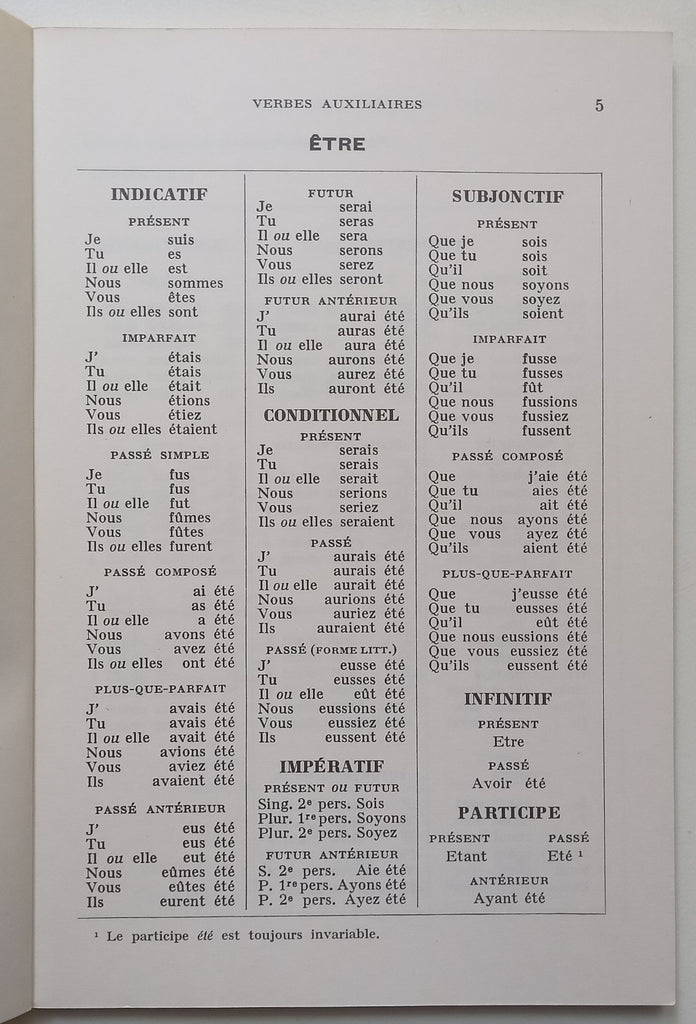 VERBES AUXILIAIRES 5
ÊTRE
INDICATIF
PRÉSENT
Je suis
Tu es
Il ou elle est
Nous sommes
Vous êtes
Ils ou elles sont
IMPARFAIT
J' étais
Tu étais
Il ou elle était
Nous étions
Vous étiez
Ils ou elles étaient
PASSÉ SIMPLE
Je fus
Tu fus
Il ou elle fut
Nous fûmes
Vous fûtes
Ils ou elles furent
PASSÉ COMPOSÉ
J' ai été
Tu as été
Il ou elle a été
Nous avons été
Vous avez été
Ils ou elles ont été
PLUS-QUE-PARFAIT
J' avais été
Tu avais été
Il ou elle avait été
Nous avions été
Vous aviez été
Ils avaient été
PASSÉ ANTÉRIEUR
J' eus été
Tu eus été
Il ou elle eut été
Nous eûmes été
Vous eûtes été
Ils eurent été
FUTUR
Je serai
Tu seras
Il ou elle sera
Nous serons
Vous serez
Ils ou elles seront
FUTUR ANTÉRIEUR
J' aurai été
Tu auras été
Il ou elle aura été
Nous aurons été
Vous aurez été
Ils auront été
CONDITIONNEL
PRÉSENT
Je serais
Tu serais
Il ou elle serait
Nous serions
Vous seriez
Ils ou elles seraient
PASSÉ
J' aurais été
Tu aurais été
Il ou elle aurait été
Nous aurions été
Vous auriez été
Ils auraient été
PASSÉ (FORME LITT.)
J' eusse été
Tu eusses été
Il ou elle eût été
Nous eussions été
Vous eussiez été
Ils eussent été
IMPÉRATIF
PRÉSENT OU FUTUR
Sing. 2e pers. Sois
Plur. 1re pers. Soyons
Plur. 2e pers. Soyez
FUTUR ANTÉRIEUR
S. 2e pers. Aie été
P. 1re pers. Ayons été
P. 2e pers. Ayez été
SUBJONCTIF
PRÉSENT
Que je sois
Que tu sois
Qu'il soit
Que nous soyons
Que vous soyez
Qu'ils soient
IMPARFAIT
Que je fusse
Que tu fusses
Qu'il fût
Que nous fussions
Que vous fussiez
Qu'ils fussent
PASSÉ COMPOSÉ
Que j'aie été
Que tu aies été
Qu'il ait été
Que nous ayons été
Que vous ayez été
Qu'ils aient été
PLUS-QUE-PARFAIT
Que j'eusse été
Que tu eusses été
Qu'il eût été
Que nous eussions été
Que vous eussiez été
Qu'ils eussent été
INFINITIF
PRÉSENT
Etre
PASSÉ
Avoir été
PARTICIPE
PRÉSENT PASSÉ
Etant Eté ¹
ANTÉRIEUR
Ayant été
¹ Le participe été est toujours invariable.